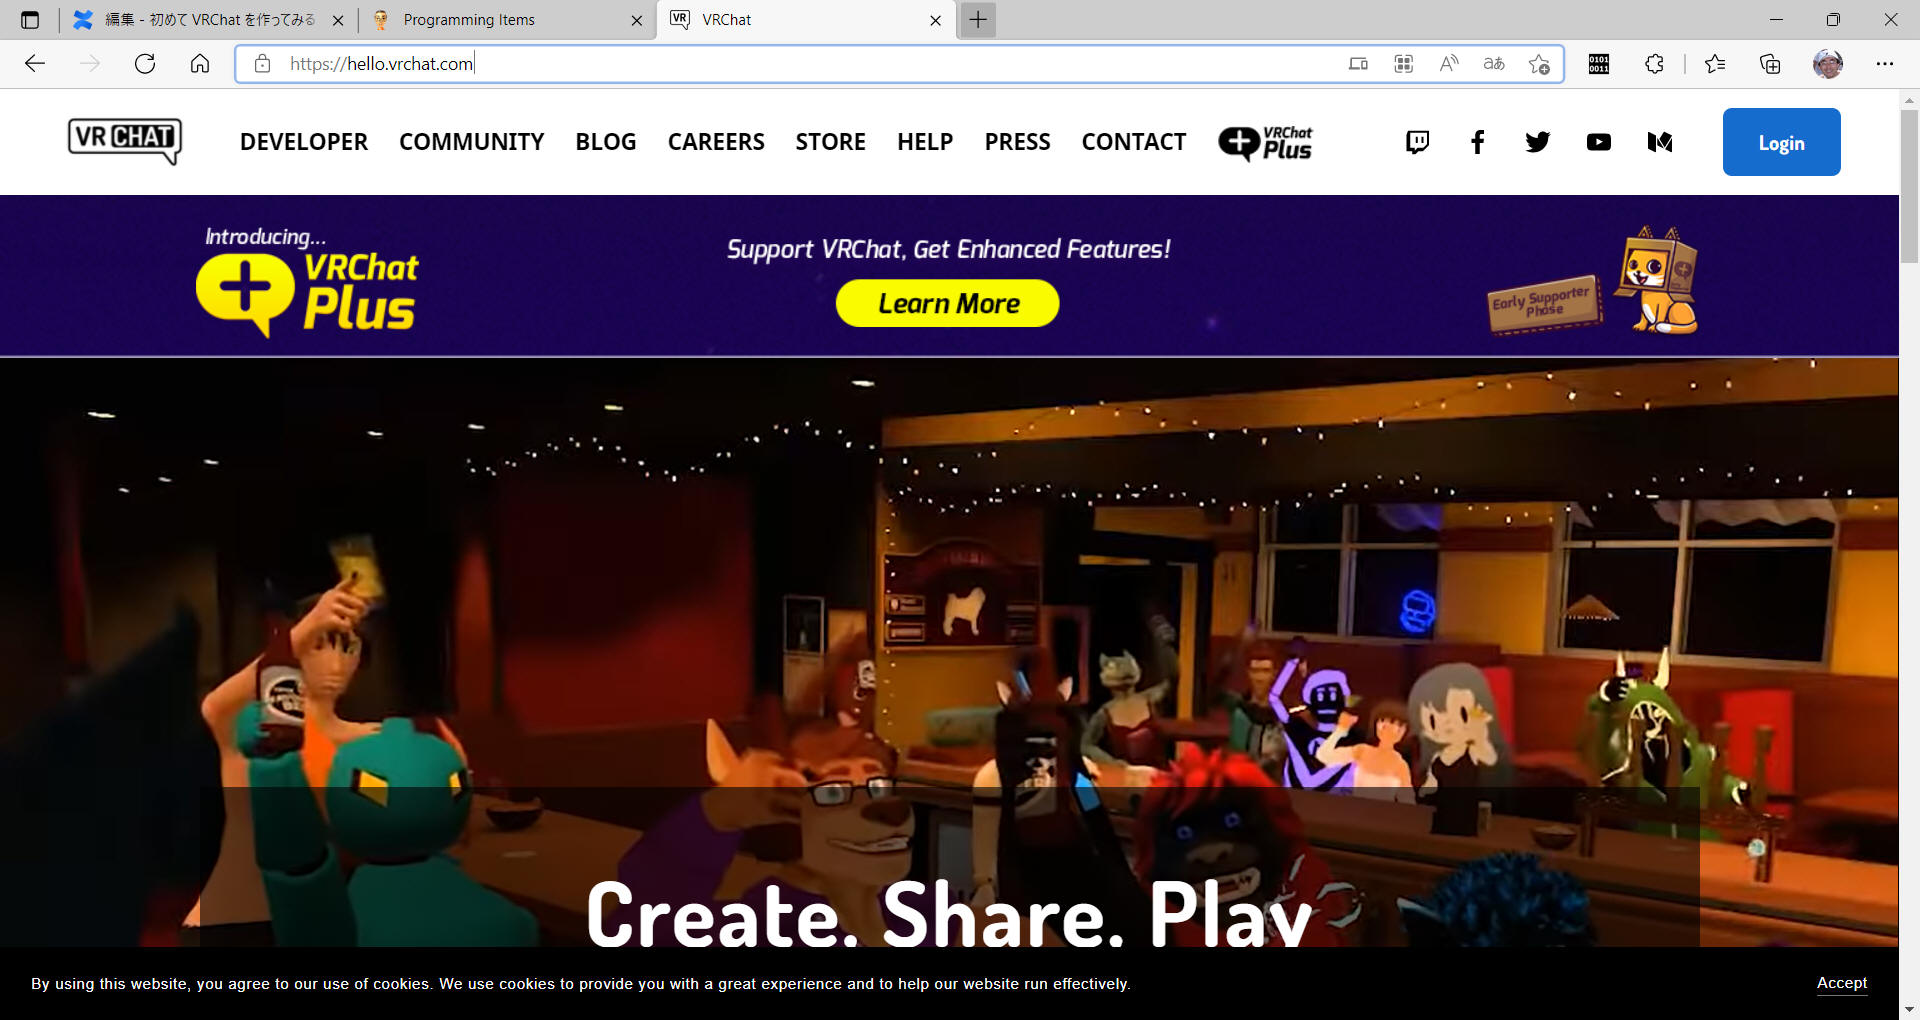 編集 - 初めて VRChat を作ってみる
Programming Items
VRChat
https://hello.vrchat.com
0101
0011
VR CHAT
DEVELOPER COMMUNITY BLOG CAREERS STORE HELP PRESS CONTACT VRChat Plus
Login
Introducing...
VRChat
Plus
Support VRChat, Get Enhanced Features!
Learn More
Early Supporter
Phase
Create. Share. Play
By using this website, you agree to our use of cookies. We use cookies to provide you with a great experience and to help our website run effectively.
Accept